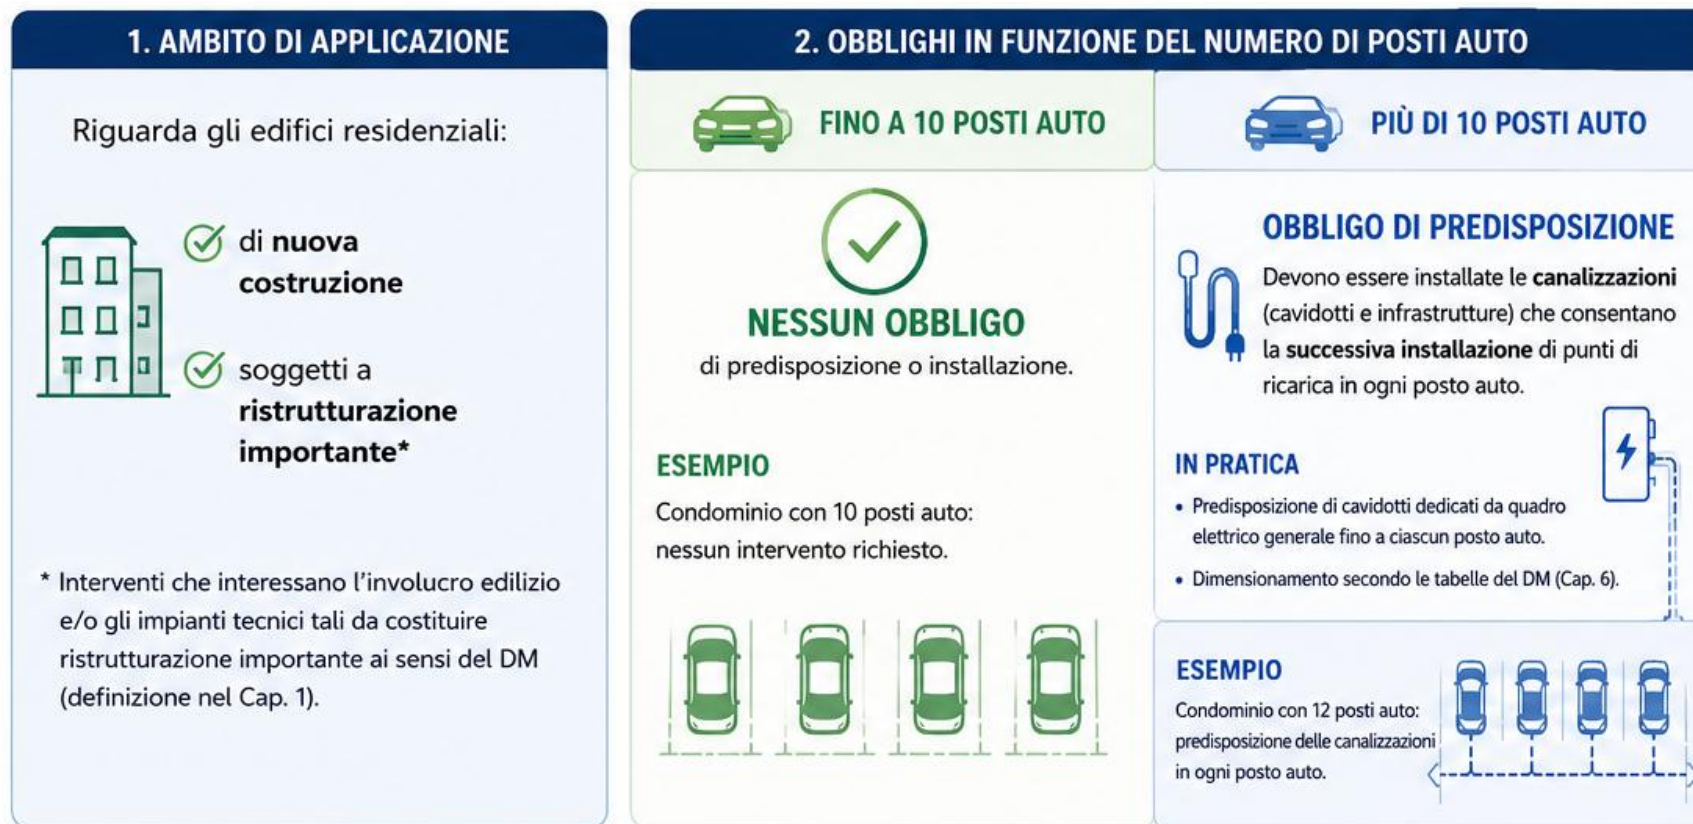 1. AMBITO DI APPLICAZIONE
Riguarda gli edifici residenziali:
di nuova
costruzione
soggetti a
ristrutturazione
importante*
* Interventi che interessano l'involucro edilizio
e/o gli impianti tecnici tali da costituire
ristrutturazione importante ai sensi del DM
(definizione nel Cap. 1).
2. OBBLIGHI IN FUNZIONE DEL NUMERO DI POSTI AUTO
FINO A 10 POSTI AUTO
NESSUN OBBLIGO
di predisposizione o installazione.
ESEMPIO
Condominio con 10 posti auto:
nessun intervento richiesto.
PIÙ DI 10 POSTI AUTO
OBBLIGO DI PREDISPOSIZIONE
Devono essere installate le canalizzazioni
(cavidotti e infrastrutture) che consentano
la successiva installazione di punti di
ricarica in ogni posto auto.
IN PRATICA
• Predisposizione di cavidotti dedicati da quadro
elettrico generale fino a ciascun posto auto.
• Dimensionamento secondo le tabelle del DM (Cap. 6).
ESEMPIO
Condominio con 12 posti auto:
predisposizione delle canalizzazioni
in ogni posto auto.